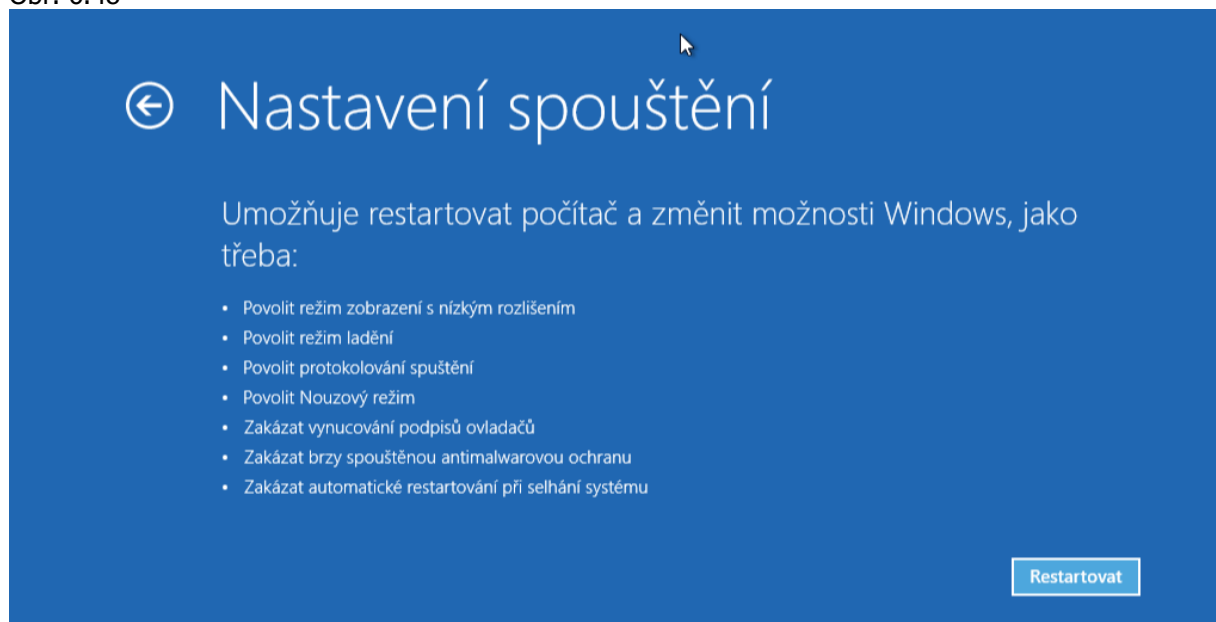 Nastavení spouštění
Umožňuje restartovat počítač a změnit možnosti Windows, jako
třeba:
• Povolit režim zobrazení s nízkým rozlišením
• Povolit režim ladění
• Povolit protokolování spuštění
• Povolit Nouzový režim
• Zakázat vynucování podpisů ovladačů
• Zakázat brzy spouštěnou antimalwarovou ochranu
• Zakázat automatické restartování při selhání systému
Restartovat